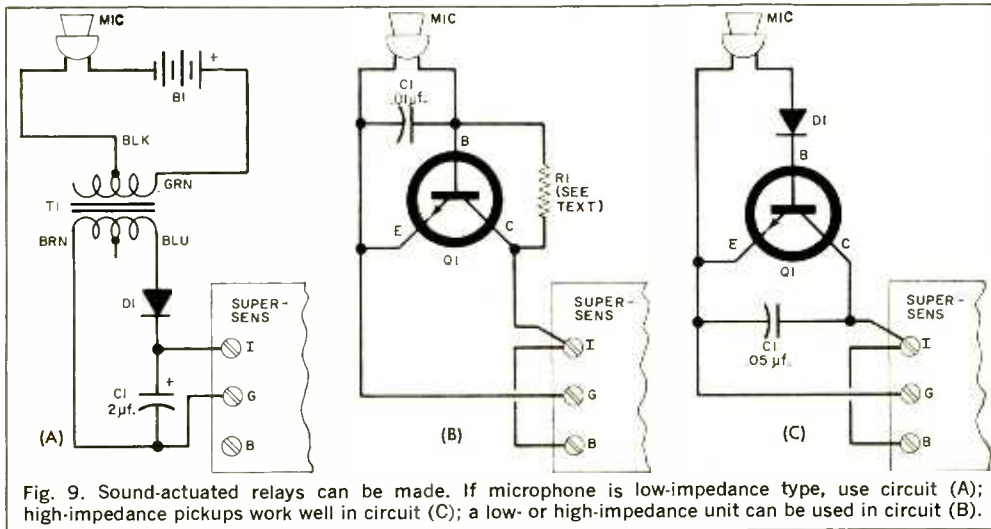 MIC
B1
+
BLK
GRN
T1
BRN
BLU
D1
SUPER-
SENS
I
C1
2µf.
+
G
B
(A)
MIC
C1
.01µf.
B
R1
(SEE
TEXT)
E
C
Q1
SUPER-
SENS
I
G
B
(B)
MIC
D1
B
E
C
Q1
SUPER-
SENS
C1
.05 µf.
I
G
B
(C)
Fig. 9. Sound-actuated relays can be made. If microphone is low-impedance type, use circuit (A);
high-impedance pickups work well in circuit (C); a low- or high-impedance unit can be used in circuit (B).